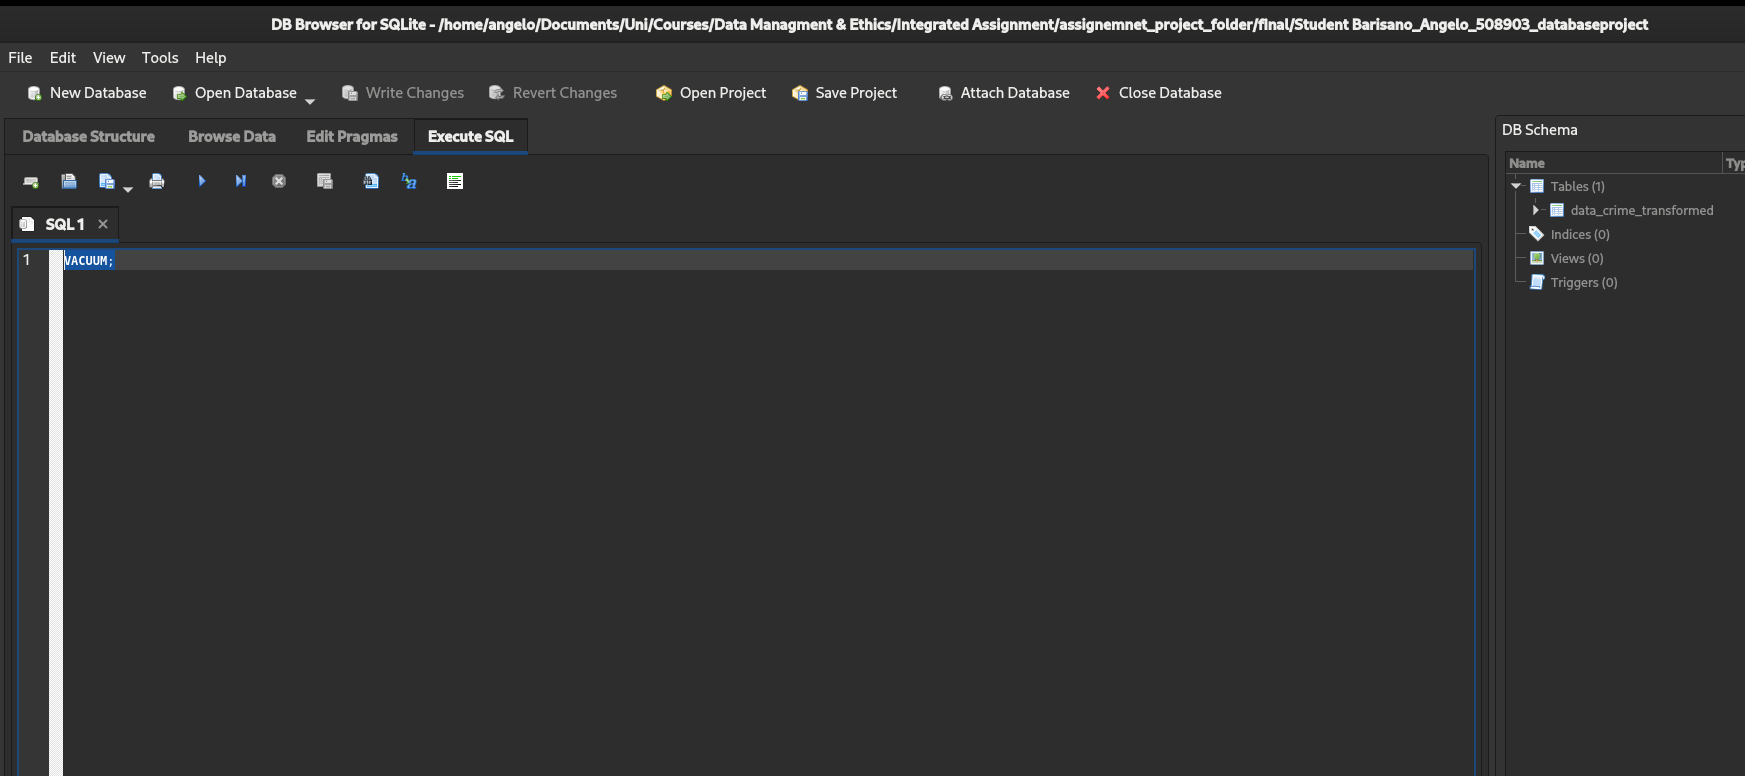 DB Browser for SQLite - /home/angelo/Documents/Uni/Courses/Data Managment & Ethics/Integrated Assignment/assignemnet_project_folder/final/Student Barisano_Angelo_508903_databaseproject
File Edit View Tools Help
New Database Open Database Write Changes Revert Changes Open Project Save Project Attach Database Close Database
Database Structure Browse Data Edit Pragmas Execute SQL
SQL 1
1 VACUUM;
DB Schema
Name Typ
Tables (1)
data_crime_transformed
Indices (0)
Views (0)
Triggers (0)